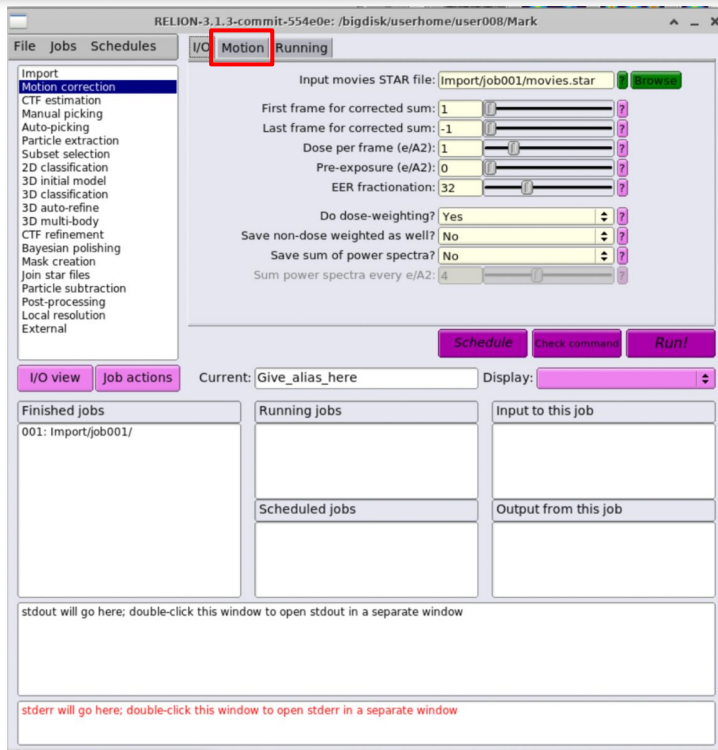 RELION-3.1.3-commit-554e0e: /bigdisk/userhome/user008/Mark
File Jobs Schedules
I/O Motion Running
Import
Motion correction
CTF estimation
Manual picking
Auto-picking
Particle extraction
Subset selection
2D classification
3D initial model
3D classification
3D auto-refine
3D multi-body
CTF refinement
Bayesian polishing
Mask creation
Join star files
Particle subtraction
Post-processing
Local resolution
External
Input movies STAR file: Import/job001/movies.star ? Browse
First frame for corrected sum: 1 ?
Last frame for corrected sum: -1 ?
Dose per frame (e/A2): 1 ?
Pre-exposure (e/A2): 0 ?
EER fractionation: 32 ?
Do dose-weighting? Yes ?
Save non-dose weighted as well? No ?
Save sum of power spectra? No ?
Sum power spectra every e/A2: 4 ?
Schedule Check command Run!
I/O view Job actions Current: Give_alias_here Display:
Finished jobs
001: Import/job001/
Running jobs
Scheduled jobs
Input to this job
Output from this job
stdout will go here; double-click this window to open stdout in a separate window
stderr will go here; double-click this window to open stderr in a separate window